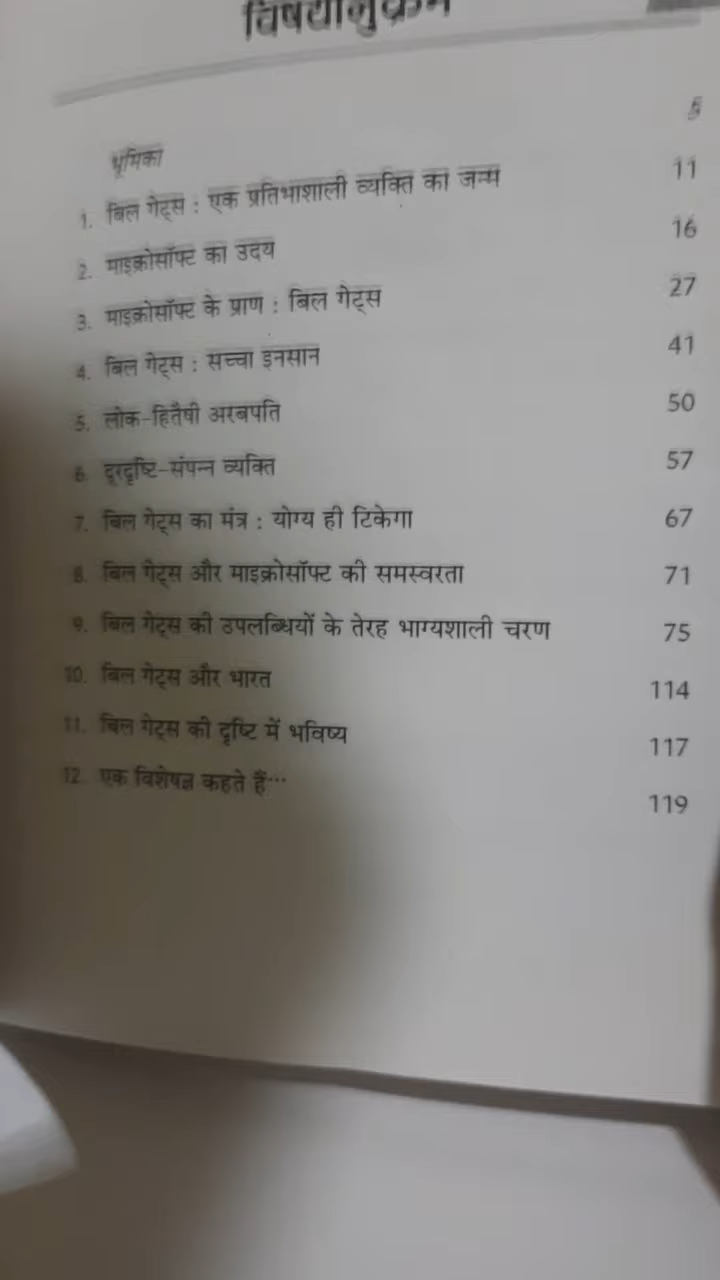 विषयानुक्रम
भूमिका 5
1. बिल गेट्स : एक प्रतिभाशाली व्यक्ति का जन्म 11
2. माइक्रोसॉफ्ट का उदय 16
3. माइक्रोसॉफ्ट के प्राण : बिल गेट्स 27
4. बिल गेट्स : सच्चा इनसान 41
5. लोक-हितैषी अरबपति 50
6. दूरदृष्टि-संपन्न व्यक्ति 57
7. बिल गेट्स का मंत्र : योग्य ही टिकेगा 67
8. बिल गेट्स और माइक्रोसॉफ्ट की समस्वरता 71
9. बिल गेट्स की उपलब्धियों के तेरह भाग्यशाली चरण 75
10. बिल गेट्स और भारत 114
11. बिल गेट्स की दृष्टि में भविष्य 117
12. एक विशेषज्ञ कहते हैं… 119